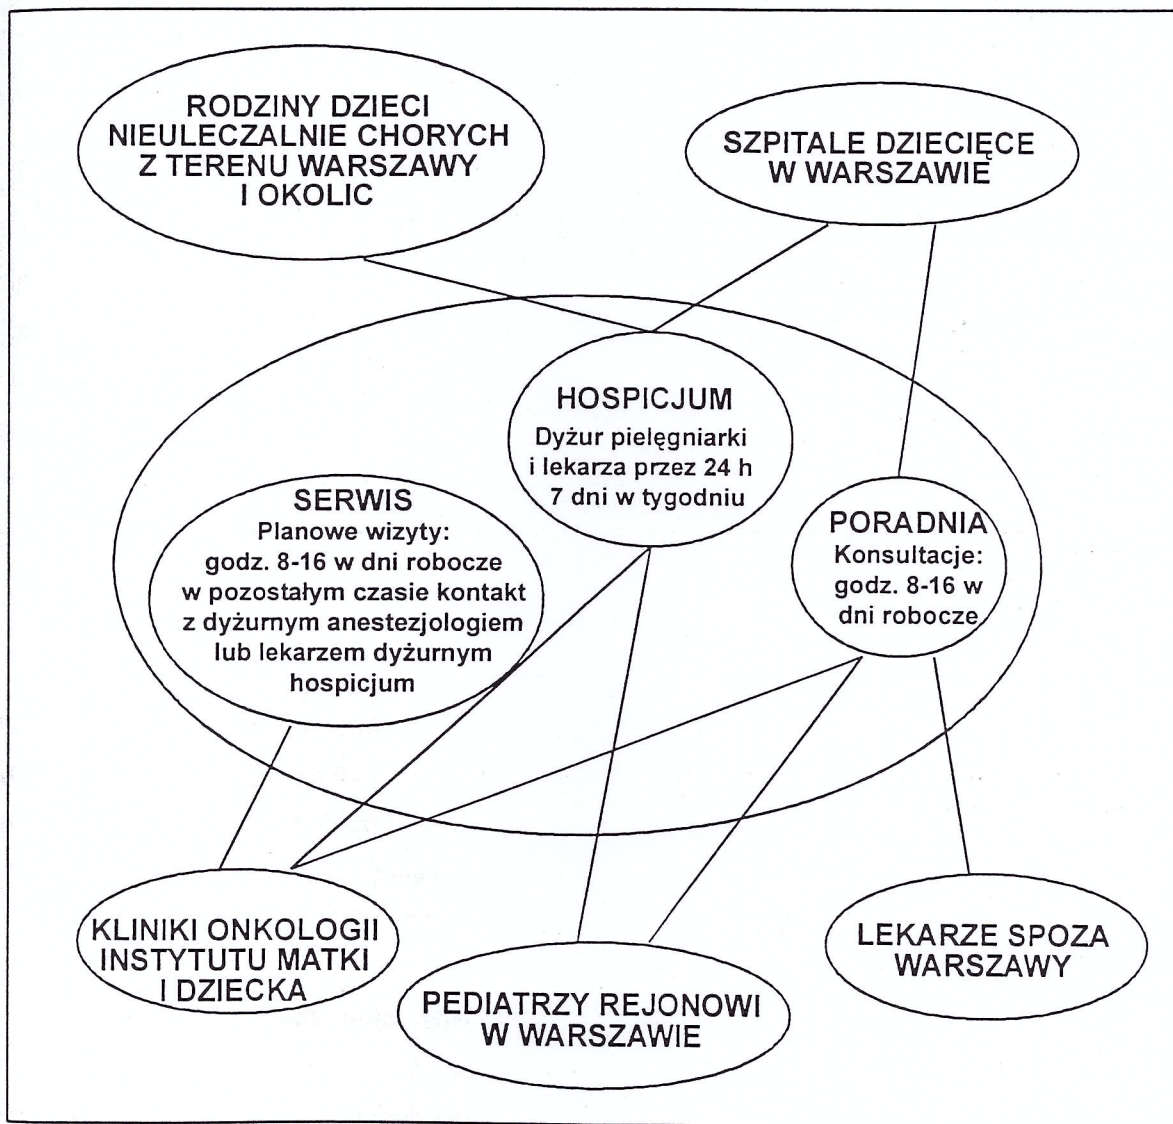 RODZINY DZIECI
NIEULECZALNIE CHORYCH
Z TERENU WARSZAWY
I OKOLIC
SZPITALE DZIECIĘCE
W WARSZAWIE
HOSPICJUM
Dyżur pielęgniarki
i lekarza przez 24 h
7 dni w tygodniu
SERWIS
Planowe wizyty:
godz. 8-16 w dni robocze
w pozostałym czasie kontakt
z dyżurnym anestezjologiem
lub lekarzem dyżurnym
hospicjum
PORADNIA
Konsultacje:
godz. 8-16 w
dni robocze
KLINIKI ONKOLOGII
INSTYTUTU MATKI
I DZIECKA
PEDIATRZY REJONOWI
W WARSZAWIE
LEKARZE SPOZA
WARSZAWY